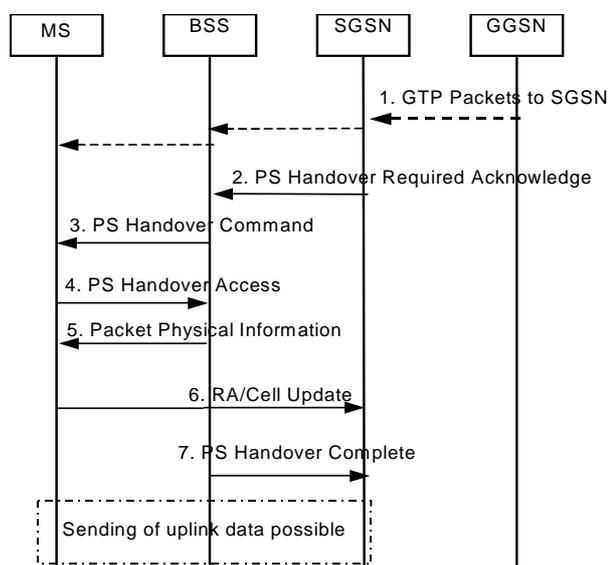 MS
BSS
SGSN
GGSN
1. GTP Packets to SGSN
2. PS Handover Required Acknowledge
3. PS Handover Command
4. PS Handover Access
5. Packet Physical Information
6. RA/Cell Update
7. PS Handover Complete
Sending of uplink data possible